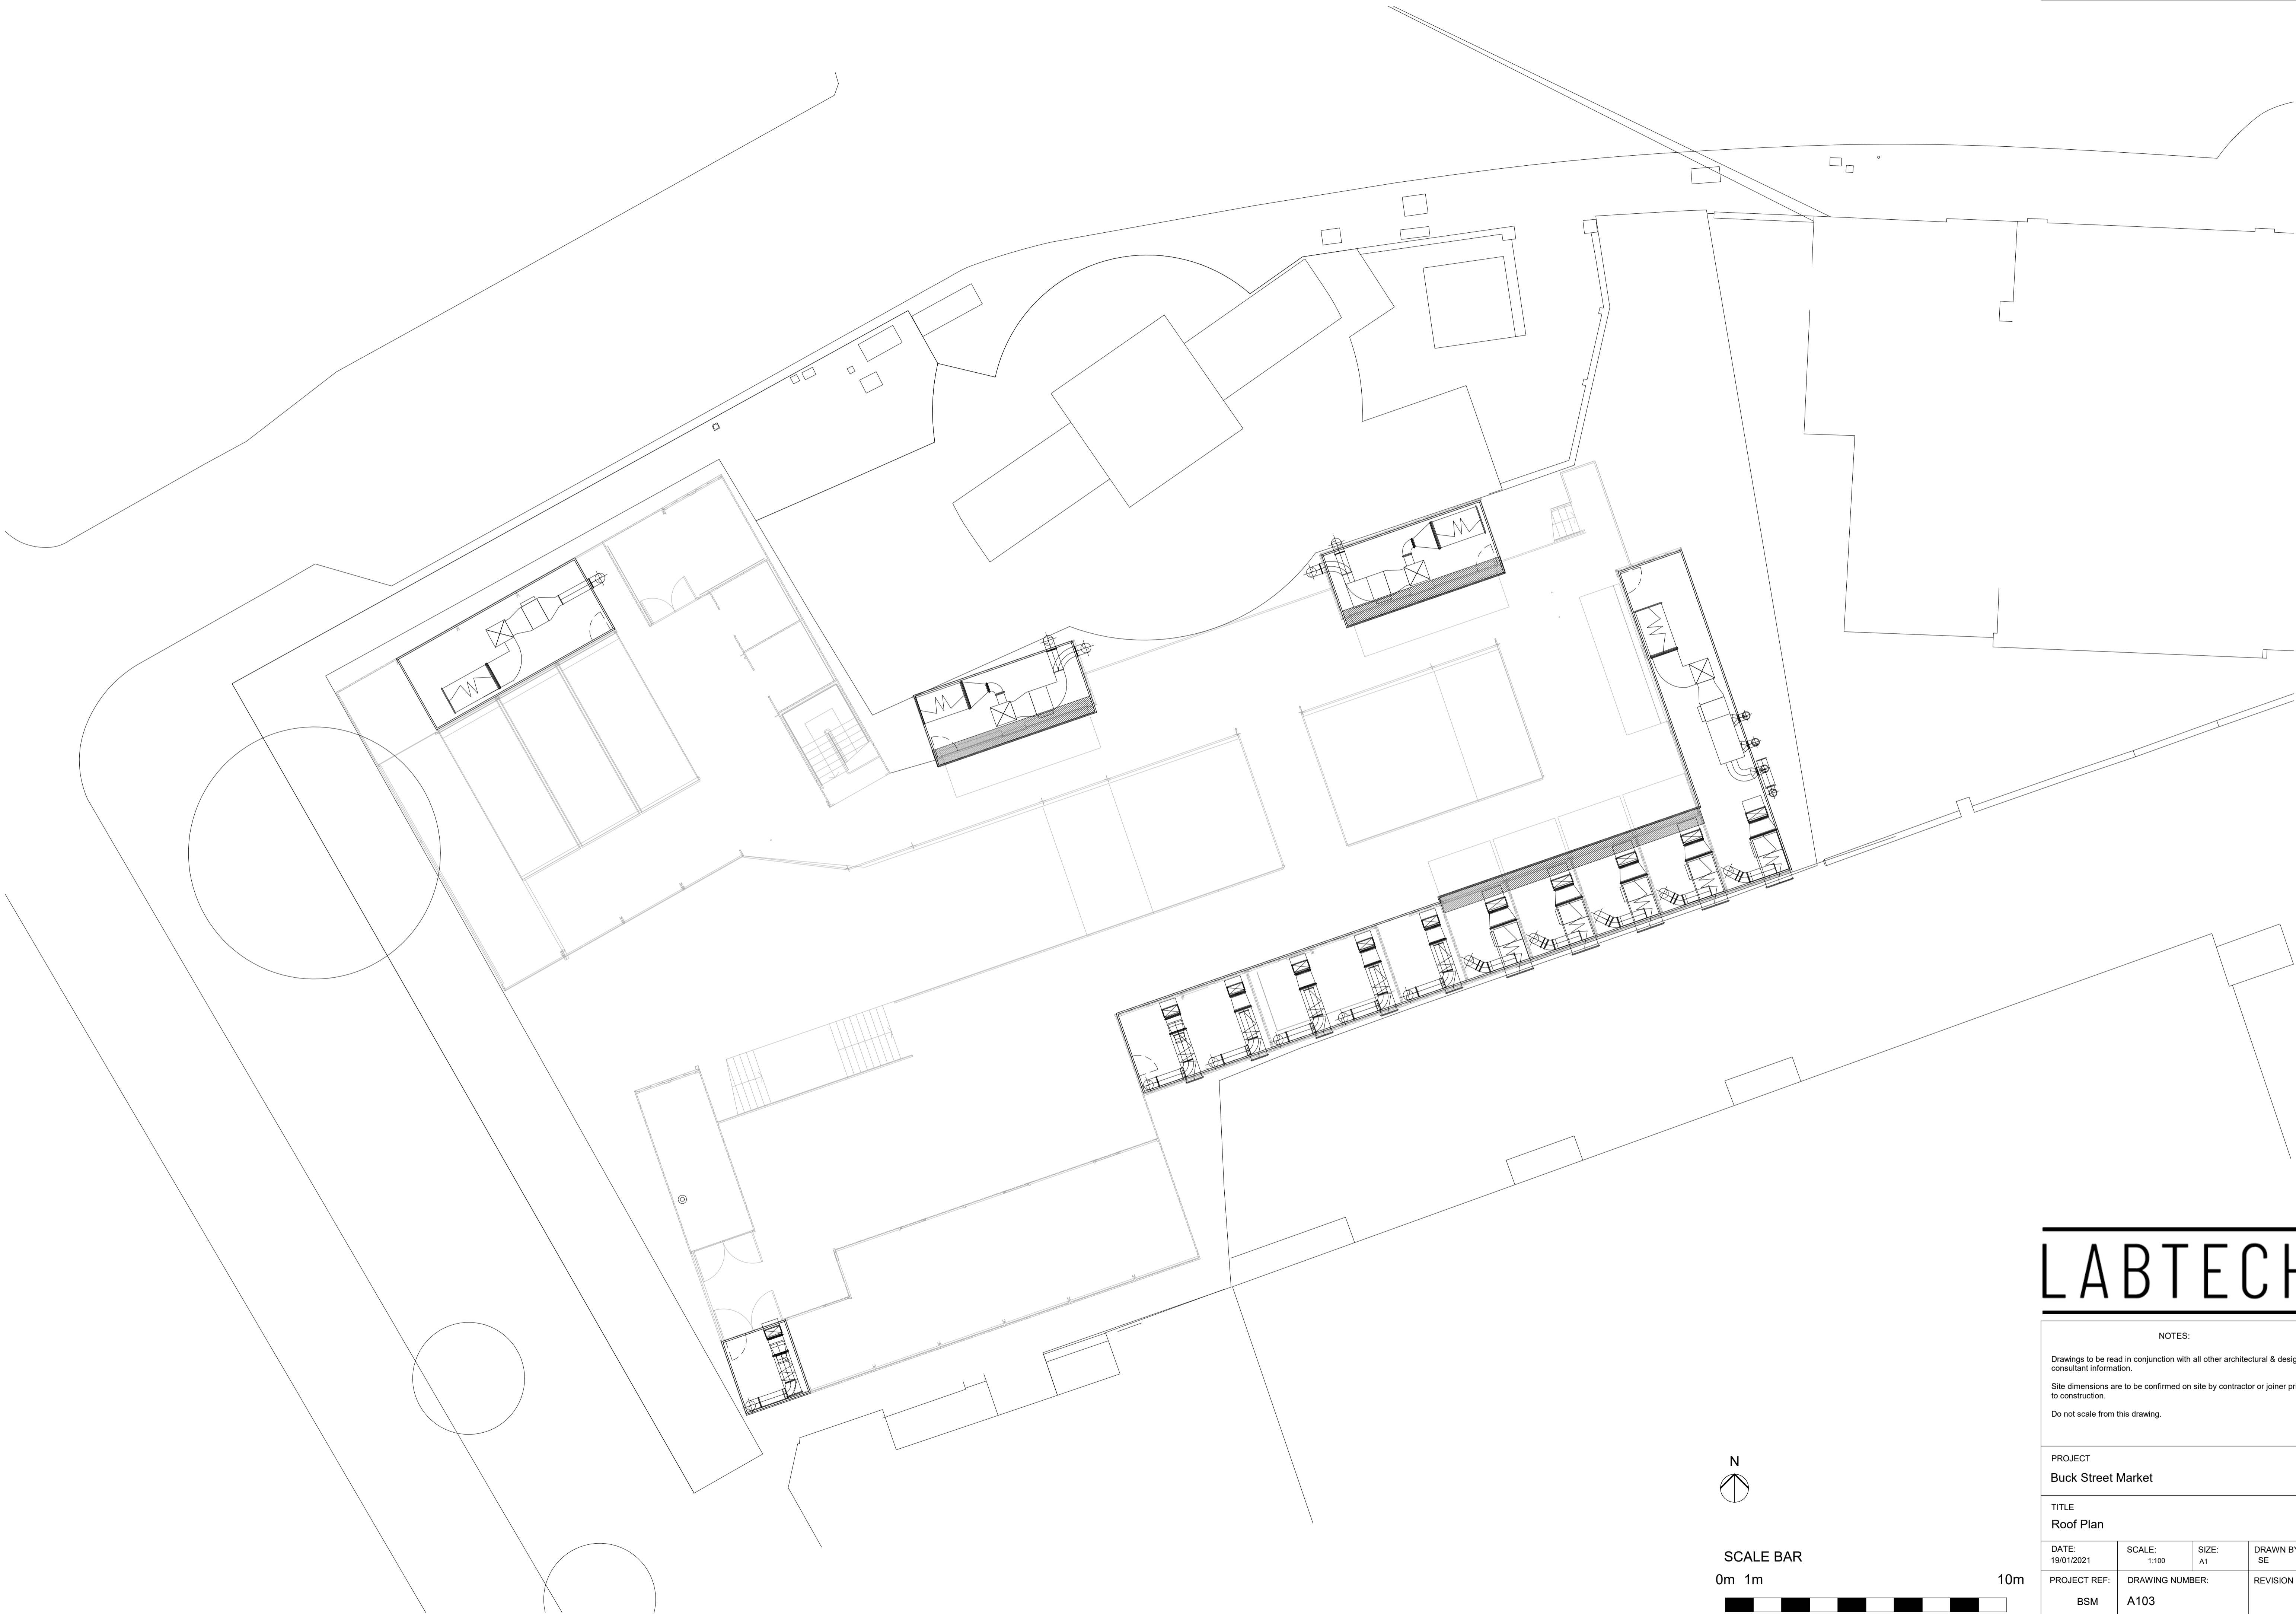 LABTECH
NOTES:
Drawings to be read in conjunction with all other architectural & desig
consultant information.
Site dimensions are to be confirmed on site by contractor or joiner pri
to construction.
Do not scale from this drawing.
PROJECT
Buck Street Market
TITLE
Roof Plan
DATE: SCALE: SIZE: DRAWN BY
19/01/2021 1:100 A1 SE
PROJECT REF: DRAWING NUMBER: REVISION
BSM A103
N
SCALE BAR
0m 1m 10m